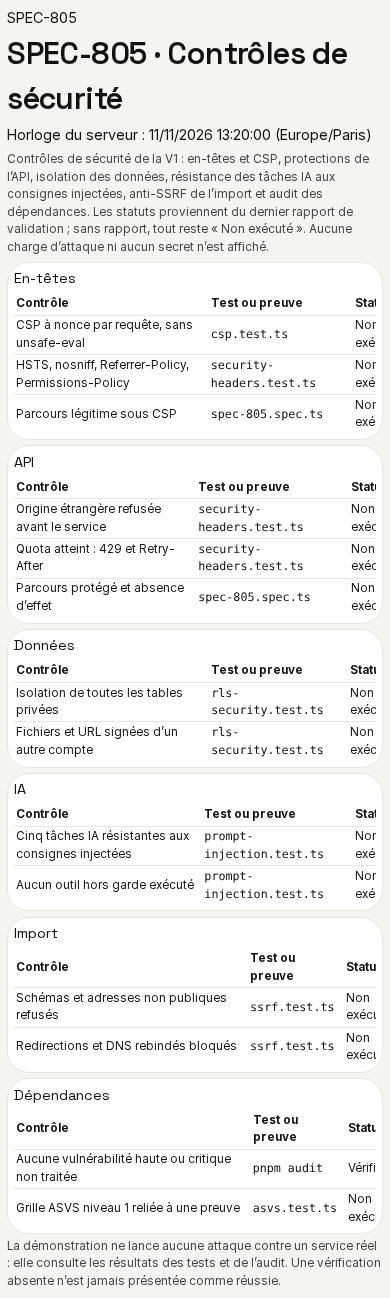 SPEC-805
SPEC-805 · Contrôles de
sécurité
Horloge du serveur : 11/11/2026 13:20:00 (Europe/Paris)
Contrôles de sécurité de la V1 : en-têtes et CSP, protections de
l’API, isolation des données, résistance des tâches IA aux
consignes injectées, anti-SSRF de l’import et audit des
dépendances. Les statuts proviennent du dernier rapport de
validation ; sans rapport, tout reste « Non exécuté ». Aucune
charge d’attaque ni aucun secret n’est affiché.
En-têtes
Contrôle Test ou preuve
CSP à nonce par requête, sans
unsafe-eval
csp.test.ts
HSTS, nosniff, Referrer-Policy,
Permissions-Policy
security-
headers.test.ts
Parcours légitime sous CSP spec-805.spec.ts
API
Contrôle Test ou preuve
Origine étrangère refusée
avant le service
security-
headers.test.ts
Non
Quota atteint : 429 et Retry-
After
security-
headers.test.ts
Non
Parcours protégé et absence
d’effet
spec-805.spec.ts
Non
Données
Contrôle Test ou preuve
Isolation de toutes les tables
privées
rls-
security.test.ts
Non
Fichiers et URL signées d’un
autre compte
rls-
security.test.ts
Non
IA
Contrôle Test ou preuve
Cinq tâches IA résistantes aux
consignes injectées
prompt-
injection.test.ts
Aucun outil hors garde exécuté
prompt-
injection.test.ts
Import
Contrôle
Test ou
preuve
Schémas et adresses non publiques
refusés
ssrf.test.ts
Non
Redirections et DNS rebindés bloqués ssrf.test.ts
Non
Dépendances
Contrôle
Test ou
preuve
Aucune vulnérabilité haute ou critique
non traitée
pnpm audit
Grille ASVS niveau 1 reliée à une preuve asvs.test.ts
Non
La démonstration ne lance aucune attaque contre un service réel
: elle consulte les résultats des tests et de l’audit. Une vérification
absente n’est jamais présentée comme réussie.